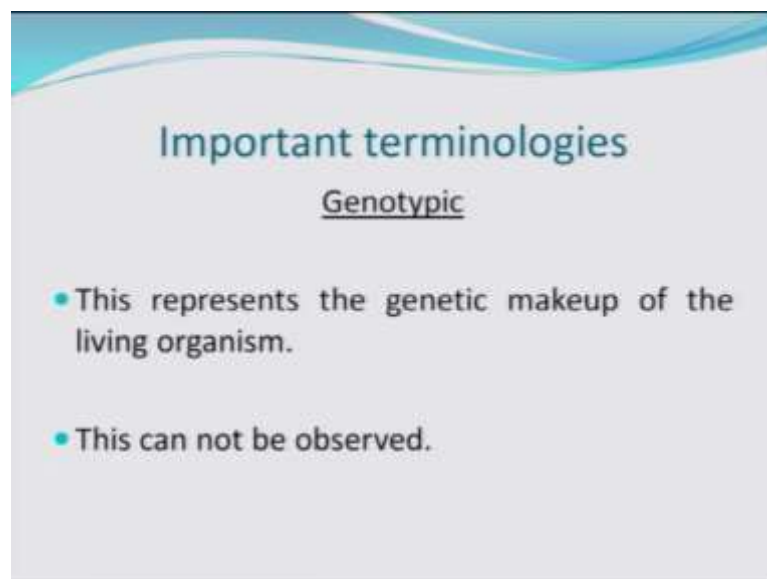 Important terminologies
Genotypic
This represents the genetic makeup of the
living organism.
This can not be observed.